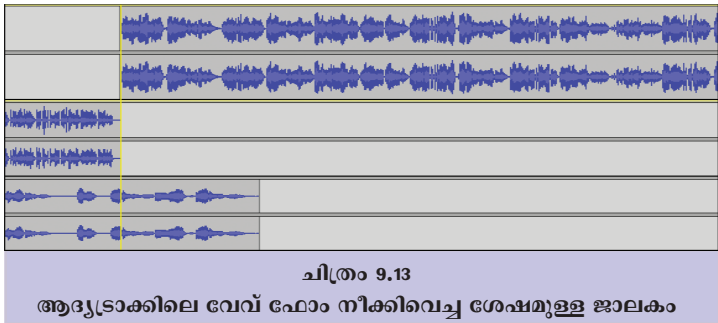 ചിത്രം 9.13
ആദ്യട്രാക്കിലെ വേവ് ഫോം നീക്കിവെച്ച ശേഷമുള്ള ജാലകം